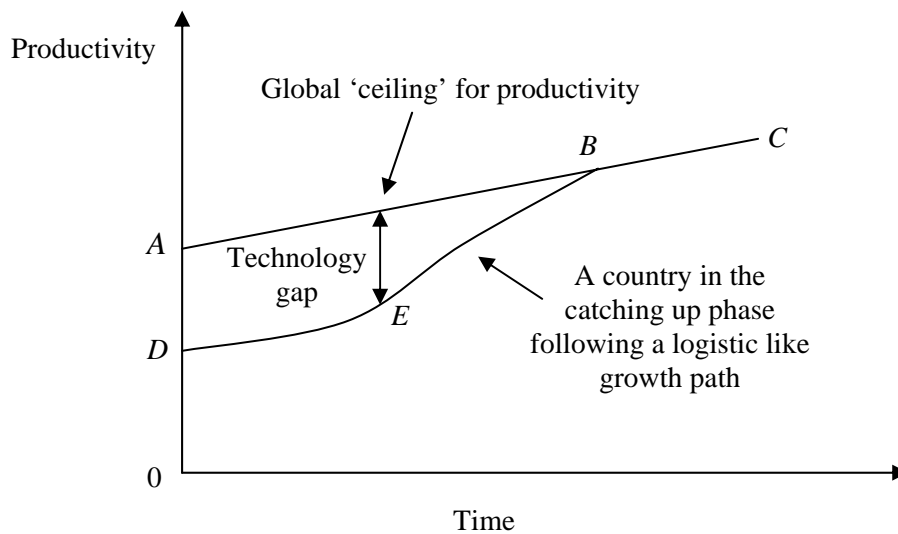 Productivity
Global ‘ceiling’ for productivity
C
B
A
Technology
gap
E
A country in the
catching up phase
following a logistic like
growth path
D
0
Time